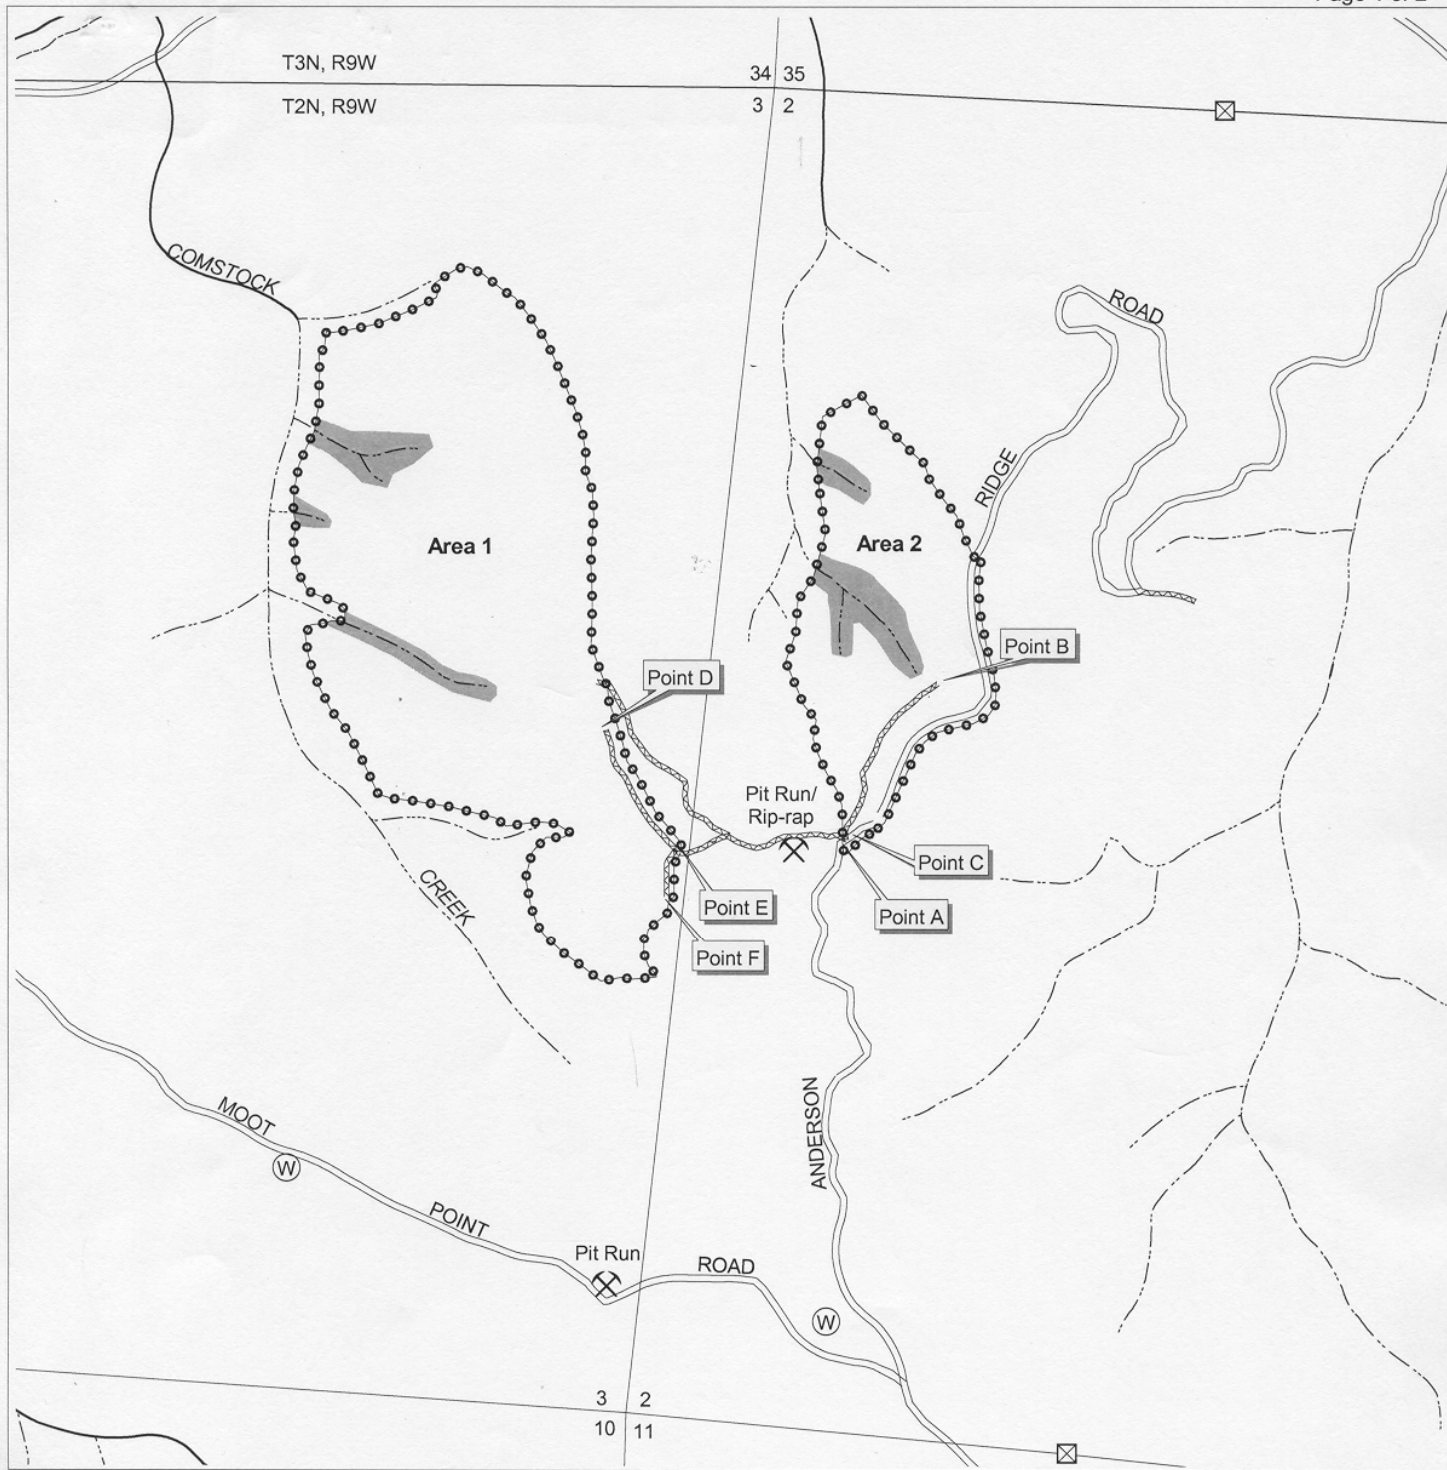 T3N, R9W
34 35
T2N, R9W
3 2
COMSTOCK
ROAD
RIDGE
Area 1
Area 2
Point B
Point D
Pit Run/
Rip-rap
Point C
CREEK
Point E
Point A
Point F
ANDERSON
MOOT
W
POINT
Pit Run
ROAD
W
3 2
10 11